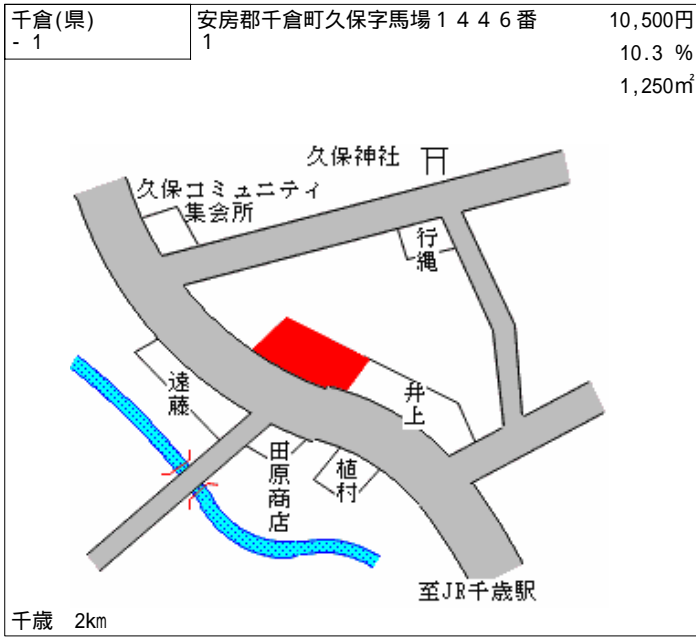 千倉(県)
- 1
安房郡千倉町久保字馬場1446番
1
10,500円
10.3 %
1,250㎡
久保神社
久保コミュニティ
集会所
行縄
遠藤
井上
田原商店
植村
至JR千歳駅
千歳 2km